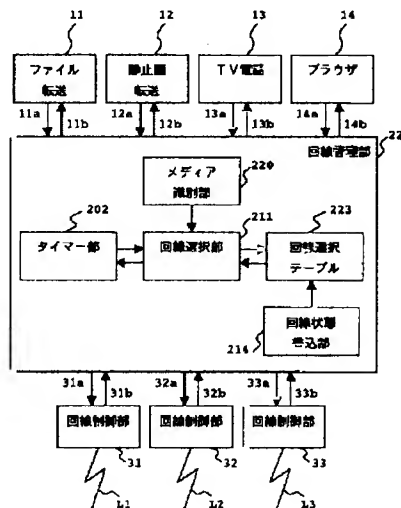 11
12
13
14
ファイル
転送
静止画
転送
TV電話
ブラウザ
11a
11b
12a
12b
13a
13b
14a
14b
22
回線管理部
メディア
識別部
220
202
211
223
タイマー部
回線選択部
回線選択
テーブル
回線状態
書込部
214
31a
31b
32a
32b
33a
33b
回線制御部
回線制御部
回線制御部
31
32
33
L1
L2
L3